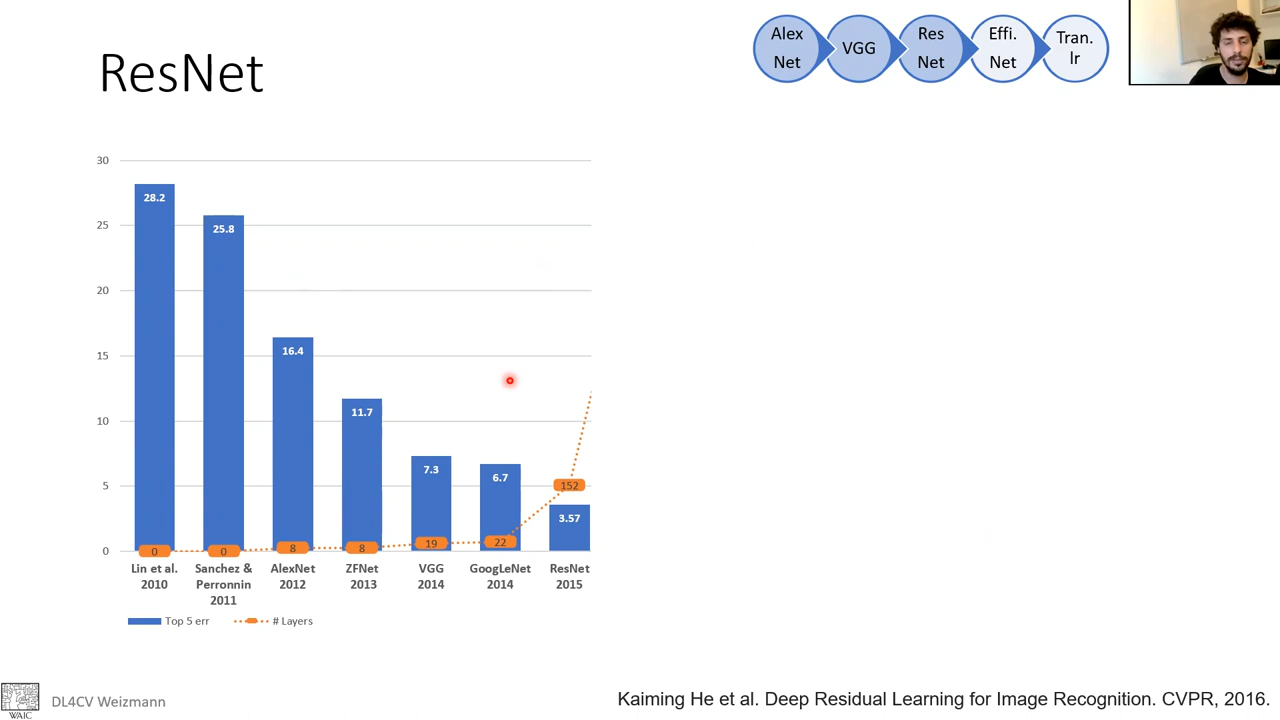 ResNet
Alex
Net
VGG
Res
Net
Effi.
Net
Tran.
lr
30
25
20
15
10
5
0
28.2
25.8
16.4
11.7
7.3
6.7
3.57
0
0
8
8
19
22
152
Lin et al.
2010
Sanchez &
Perronnin
2011
AlexNet
2012
ZFNet
2013
VGG
2014
GoogLeNet
2014
ResNet
2015
Top 5 err
# Layers
WAIC
DL4CV Weizmann
Kaiming He et al. Deep Residual Learning for Image Recognition. CVPR, 2016.